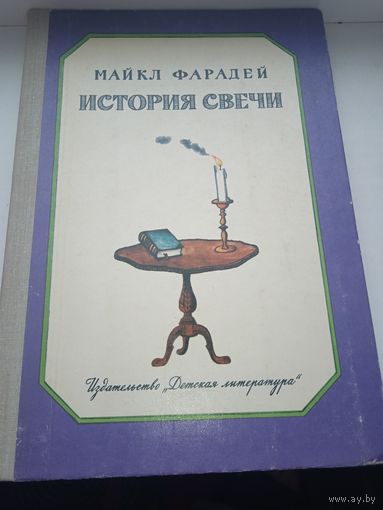 МАЙКЛ ФАРАДЕЙ
ИСТОРИЯ СВЕЧИ
Издательство „Детская литература“
www.ay.by